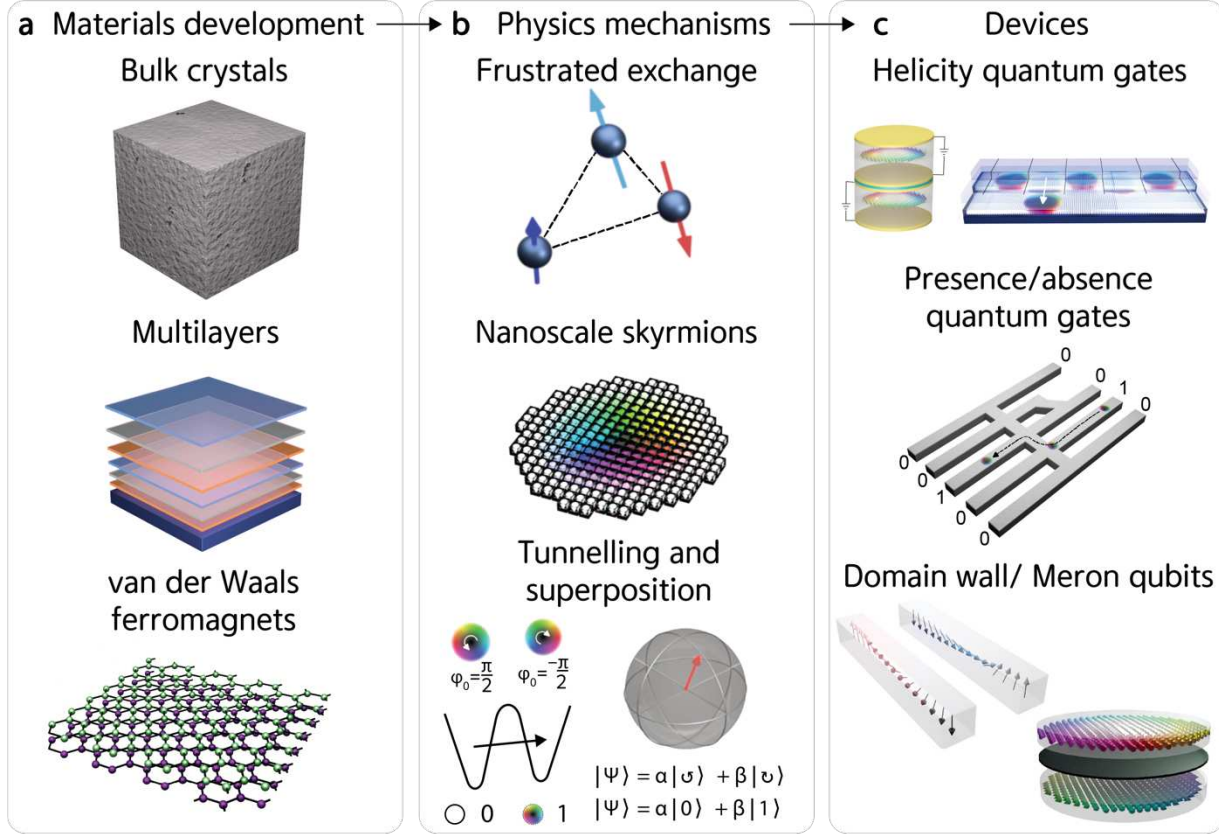 a Materials development
Bulk crystals
Multilayers
van der Waals
ferromagnets
b Physics mechanisms
Frustrated exchange
Nanoscale skyrmions
Tunnelling and
superposition
φ₀=π/2
φ₀=-π/2
|Ψ⟩ = α|↺⟩ + β|↻⟩
0 1
|Ψ⟩ = α|0⟩ + β|1⟩
c Devices
Helicity quantum gates
Presence/absence
quantum gates
0
0
1
0
0
0
1
0
0
Domain wall/ Meron qubits